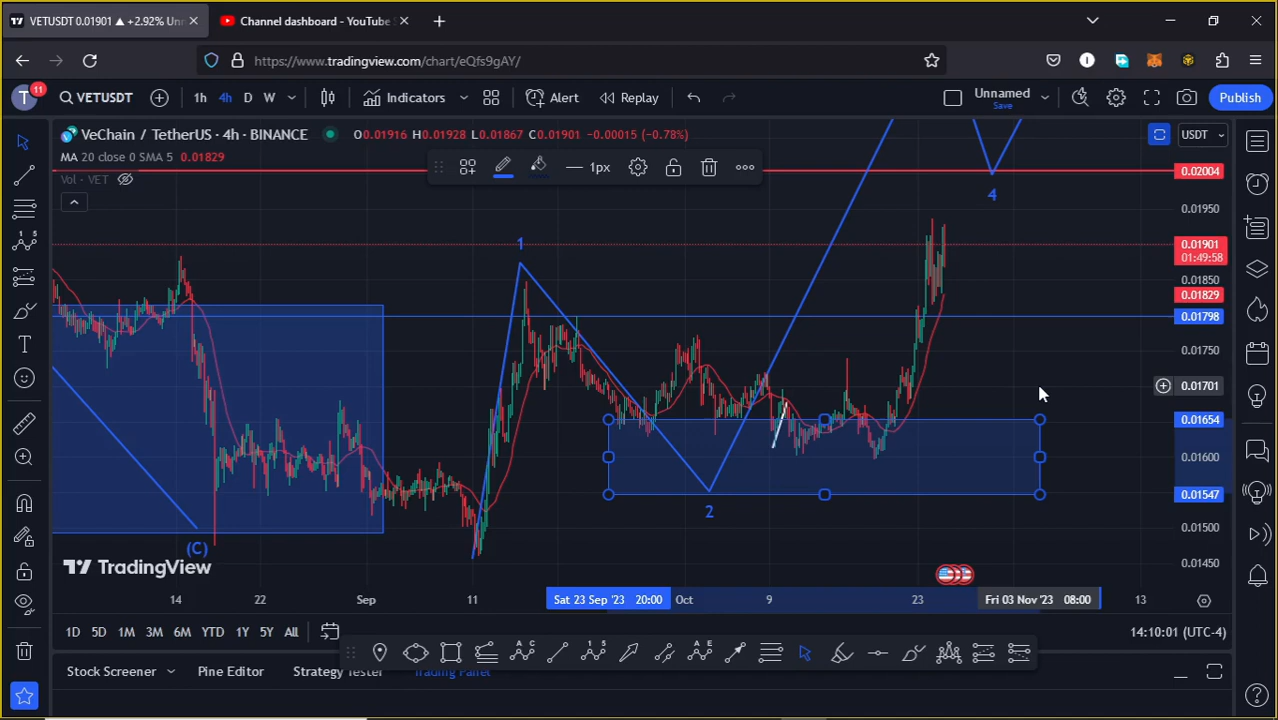 VETUSDT 0.01901 ▲ +2.92% Unn
Channel dashboard - YouTube S
https://www.tradingview.com/chart/eQfs9gAY/
T 11 VETUSDT 1h 4h D W Indicators Alert Replay Unnamed Save Publish
VeChain / TetherUS · 4h · BINANCE O0.01916 H0.01928 L0.01867 C0.01901 −0.00015 (−0.78%) USDT
MA 20 close 0 SMA 5 0.01829
1px
Vol - VET
0.02004
4
0.01950
1
0.01901
01:49:58
0.01850
0.01829
0.01798
0.01750
0.01701
0.01654
0.01600
0.01547
2
0.01500
(C)
TradingView
0.01450
14 22 Sep 11 Sat 23 Sep '23 20:00 Oct 9 23 Fri 03 Nov '23 08:00 13
1D 5D 1M 3M 6M YTD 1Y 5Y All 14:10:01 (UTC-4)
Stock Screener Pine Editor Strategy Tester Trading Panel